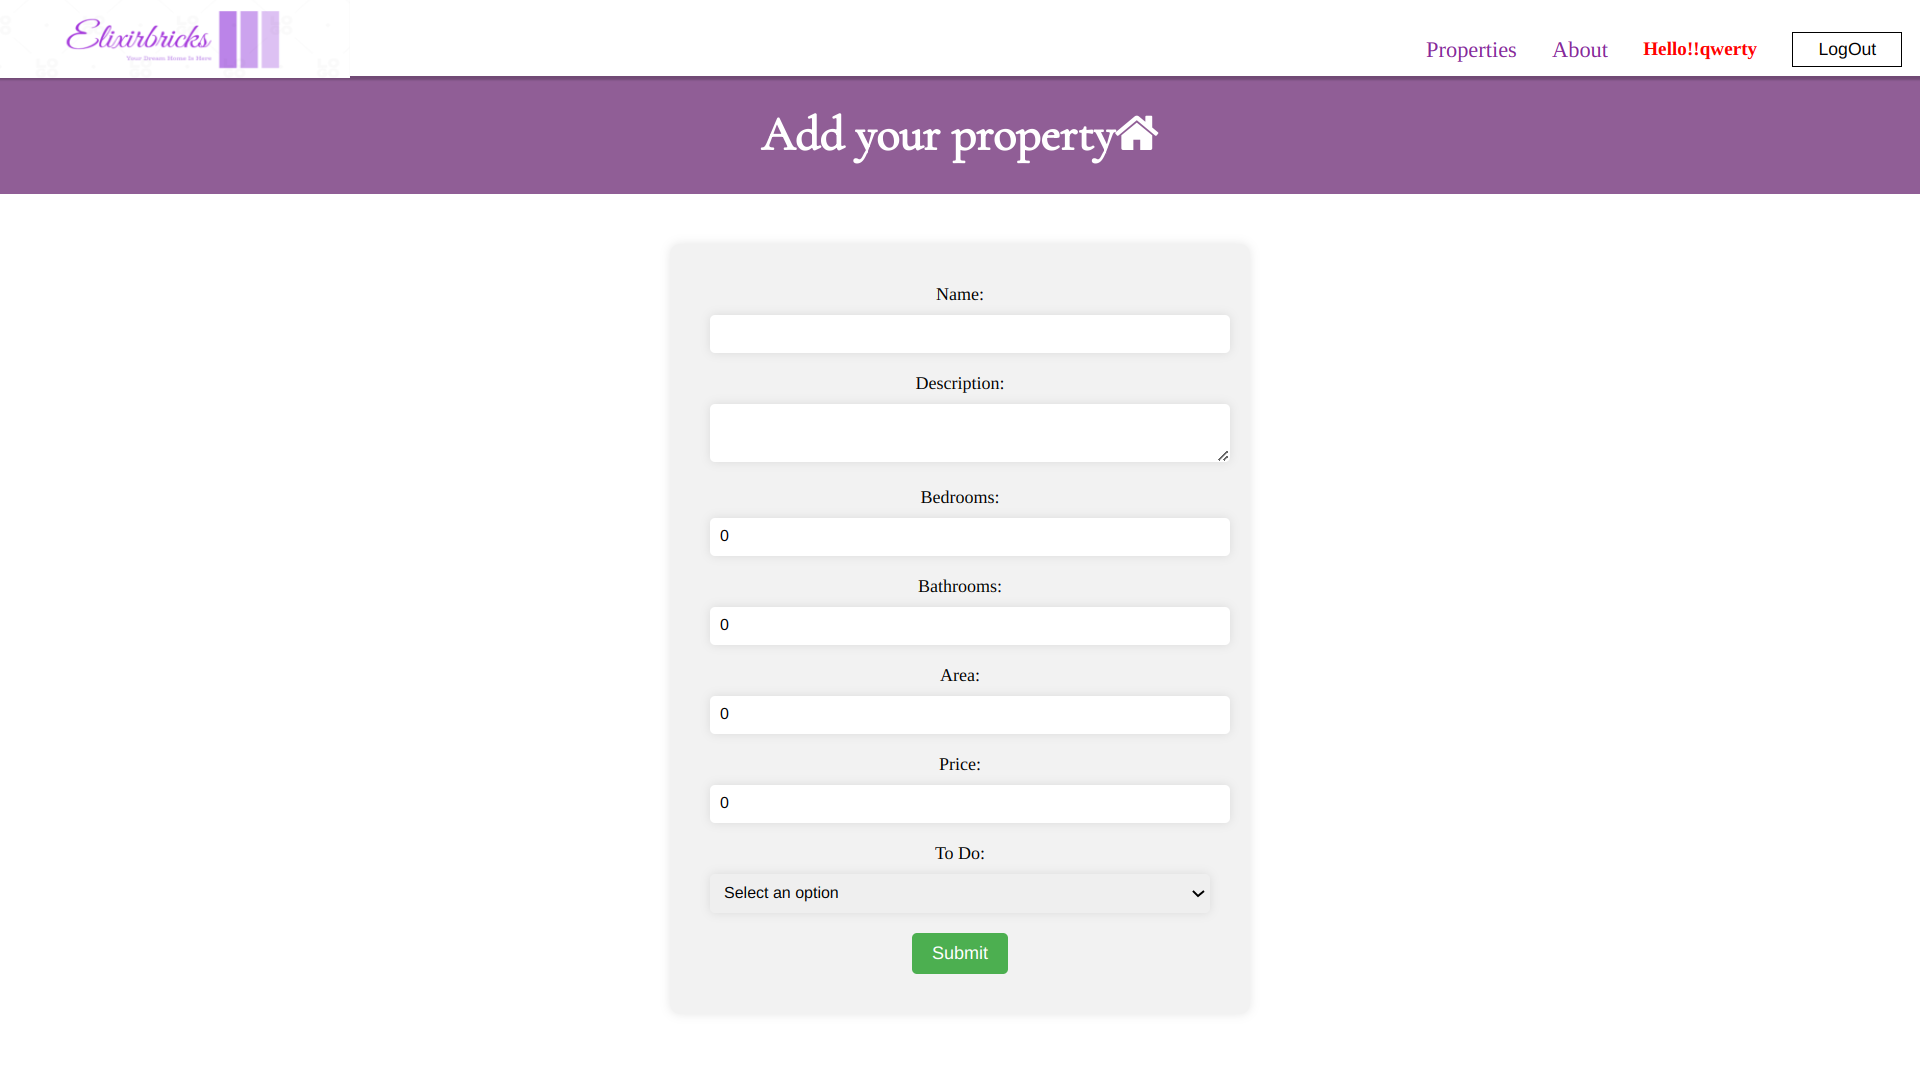 Elixirbricks
Your Dream Home Is Here
Properties
About
Hello!!qwerty
LogOut
Add your property
Name:
Description:
Bedrooms:
0
Bathrooms:
0
Area:
0
Price:
0
To Do:
Select an option
Submit